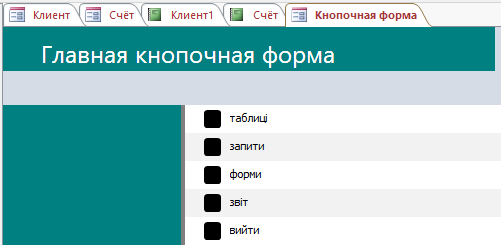 Клиент Счёт Клиент1 Счёт Кнопочная форма
Главная кнопочная форма
таблиці
запити
форми
звіт
вийти